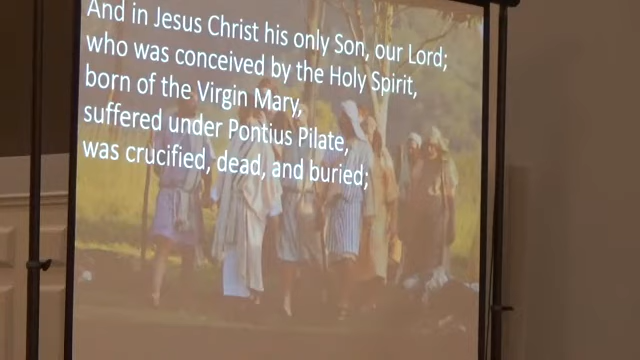 And in Jesus Christ his only Son, our Lord;
who was conceived by the Holy Spirit,
born of the Virgin Mary,
suffered under Pontius Pilate,
was crucified, dead, and buried;